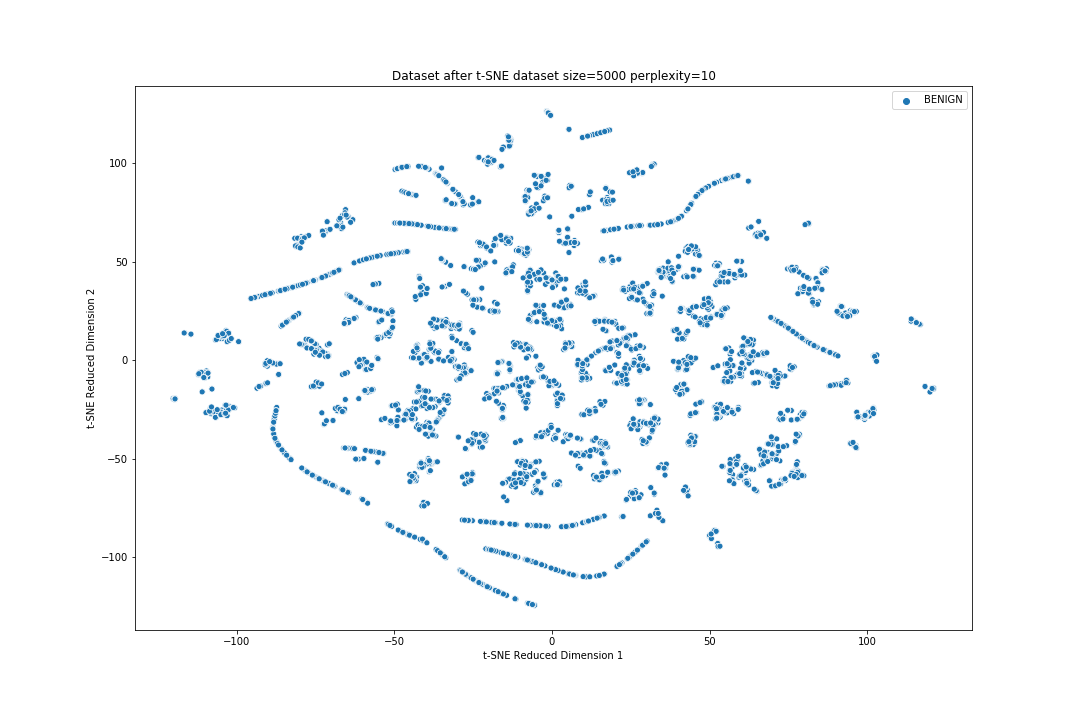 Dataset after t-SNE dataset size=5000 perplexity=10
BENIGN
100
50
0
−50
−100
t-SNE Reduced Dimension 2
−100
−50
0
50
100
t-SNE Reduced Dimension 1